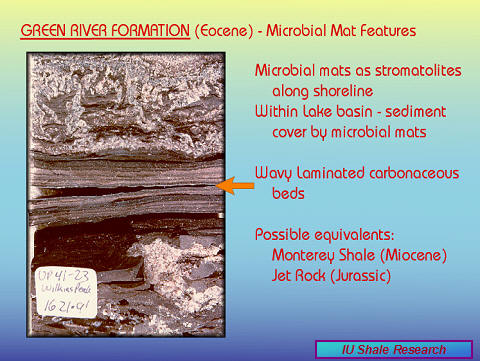 GREEN RIVER FORMATION (Eocene) - Microbial Mat Features
Microbial mats as stromatolites
along shoreline
Within Lake basin - sediment
cover by microbial mats
Wavy Laminated carbonaceous
beds
Possible equivalents:
Monterey Shale (Miocene)
Jet Rock (Jurassic)
UP 41-23
Wilkins Peak
1621.91
IU Shale Research